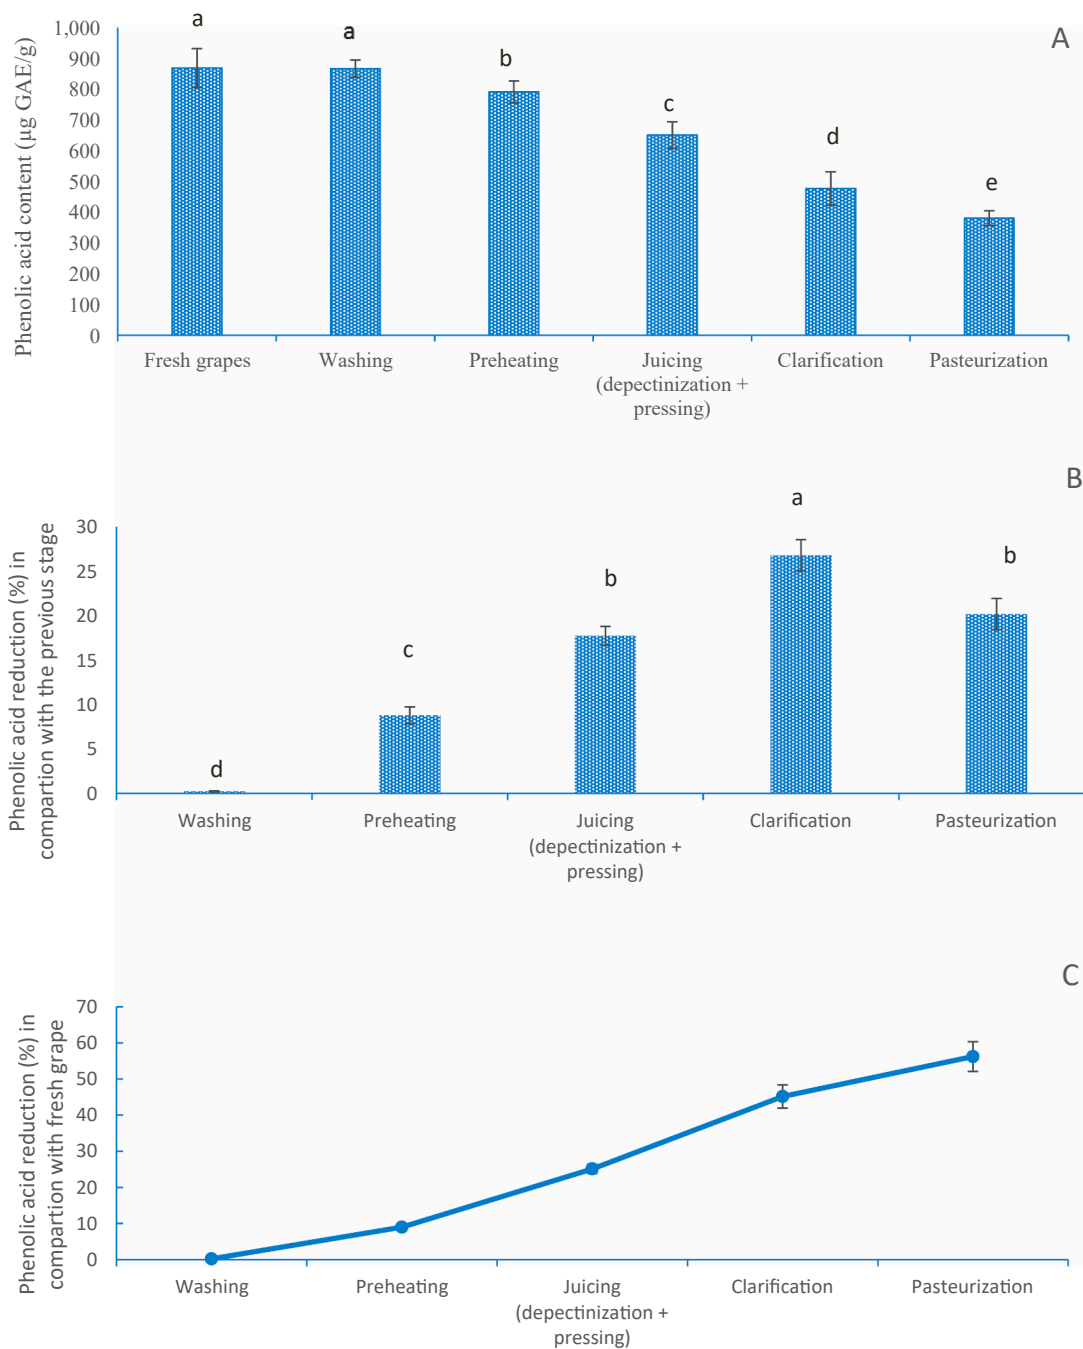 A
Phenolic acid content (µg GAE/g)
1,000
900
800
700
600
500
400
300
200
100
0
a
a
b
c
d
e
Fresh grapes
Washing
Preheating
Juicing
(depectinization +
pressing)
Clarification
Pasteurization
B
Phenolic acid reduction (%) in
compartion with the previous stage
30
25
20
15
10
5
0
d
c
b
a
b
Washing
Preheating
Juicing
(depectinization +
pressing)
Clarification
Pasteurization
C
Phenolic acid reduction (%) in
compartion with fresh grape
70
60
50
40
30
20
10
0
Washing
Preheating
Juicing
(depectinization +
pressing)
Clarification
Pasteurization